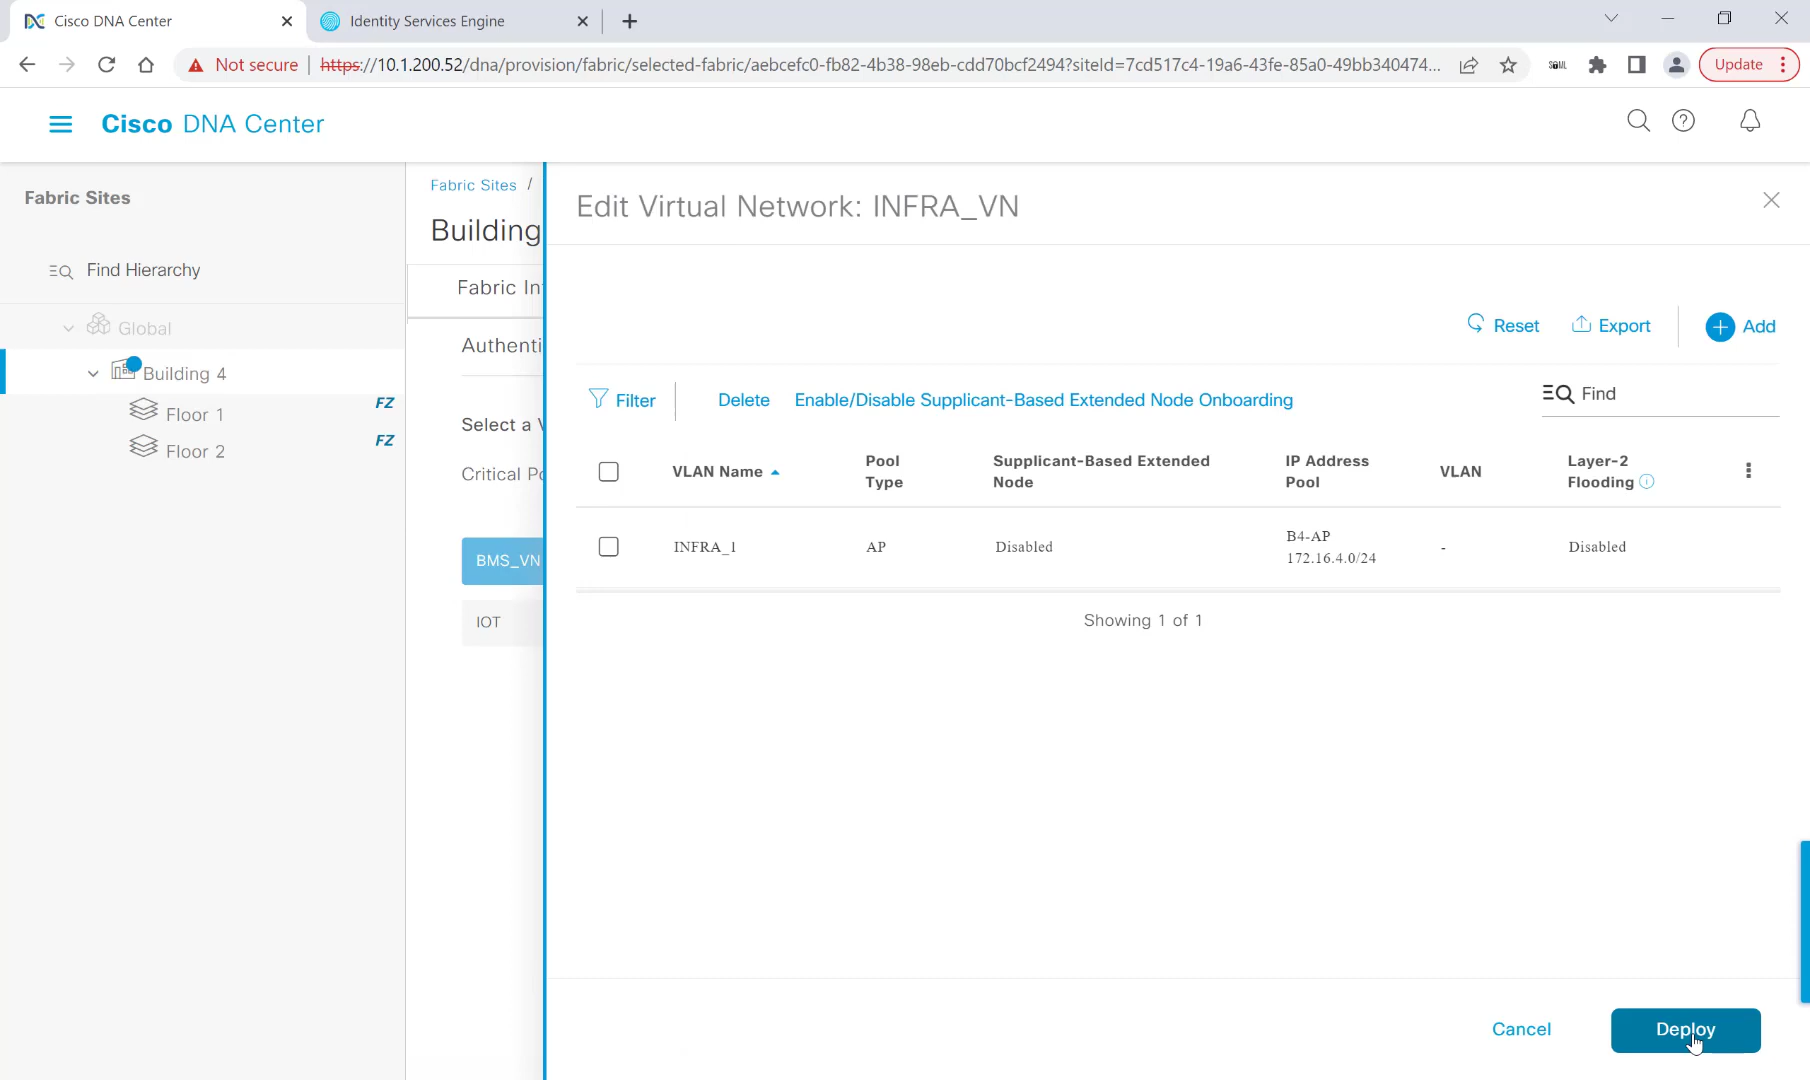 Cisco DNA Center
Identity Services Engine
Not secure
https://10.1.200.52/dna/provision/fabric/selected-fabric/aebcefc0-fb82-4b38-98eb-cdd70bcf2494?siteId=7cd517c4-19a6-43fe-85a0-49bb340474...
SAML
Update
Cisco DNA Center
Fabric Sites
Find Hierarchy
Global
Building 4
Floor 1
FZ
Floor 2
FZ
Fabric Sites /
Building
Fabric In
Authenti
Select a V
Critical Po
BMS_VN
IOT
Edit Virtual Network: INFRA_VN
Reset
Export
Add
Filter
Delete
Enable/Disable Supplicant-Based Extended Node Onboarding
Find
VLAN Name
Pool
Type
Supplicant-Based Extended
Node
IP Address
Pool
VLAN
Layer-2
Flooding
INFRA_1
AP
Disabled
B4-AP
172.16.4.0/24
-
Disabled
Showing 1 of 1
Cancel
Deploy